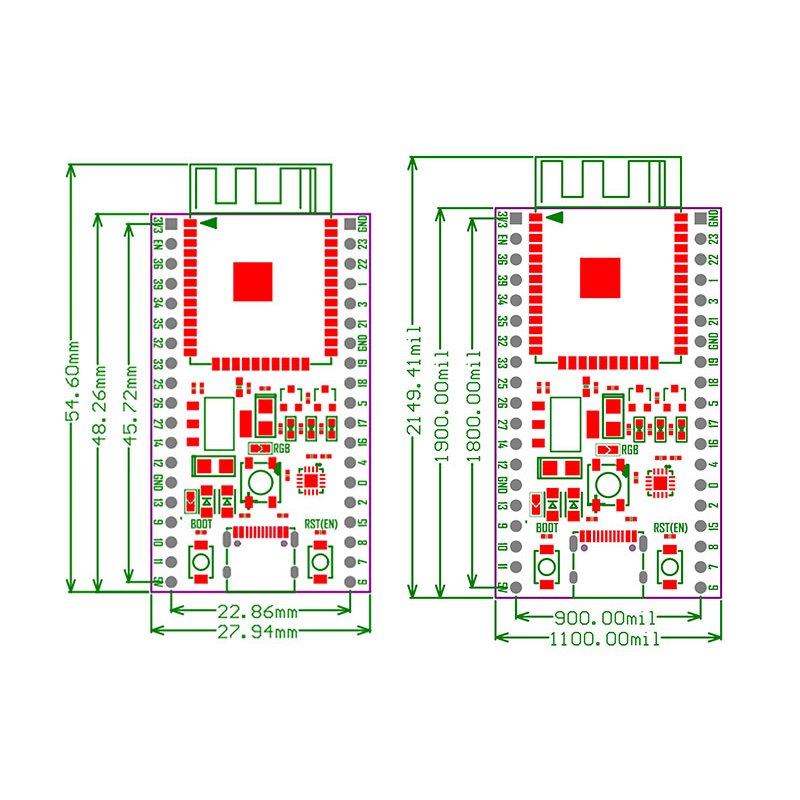 54.60mm
48.26mm
45.72mm
3V3
EN
36
39
34
35
32
33
25
26
27
14
12
GND
13
9
10
11
5V
RGB
BOOT
RST(EN)
GND
23
22
1
3
21
GND
19
18
5
17
16
4
0
2
15
8
7
6
22.86mm
27.94mm
2149.41mil
1900.00mil
1800.00mil
3V3
EN
36
39
34
35
32
33
25
26
27
14
12
GND
13
9
10
11
5V
RGB
BOOT
RST(EN)
GND
23
22
1
3
21
GND
19
18
5
17
16
4
0
2
15
8
7
6
900.00mil
1100.00mil